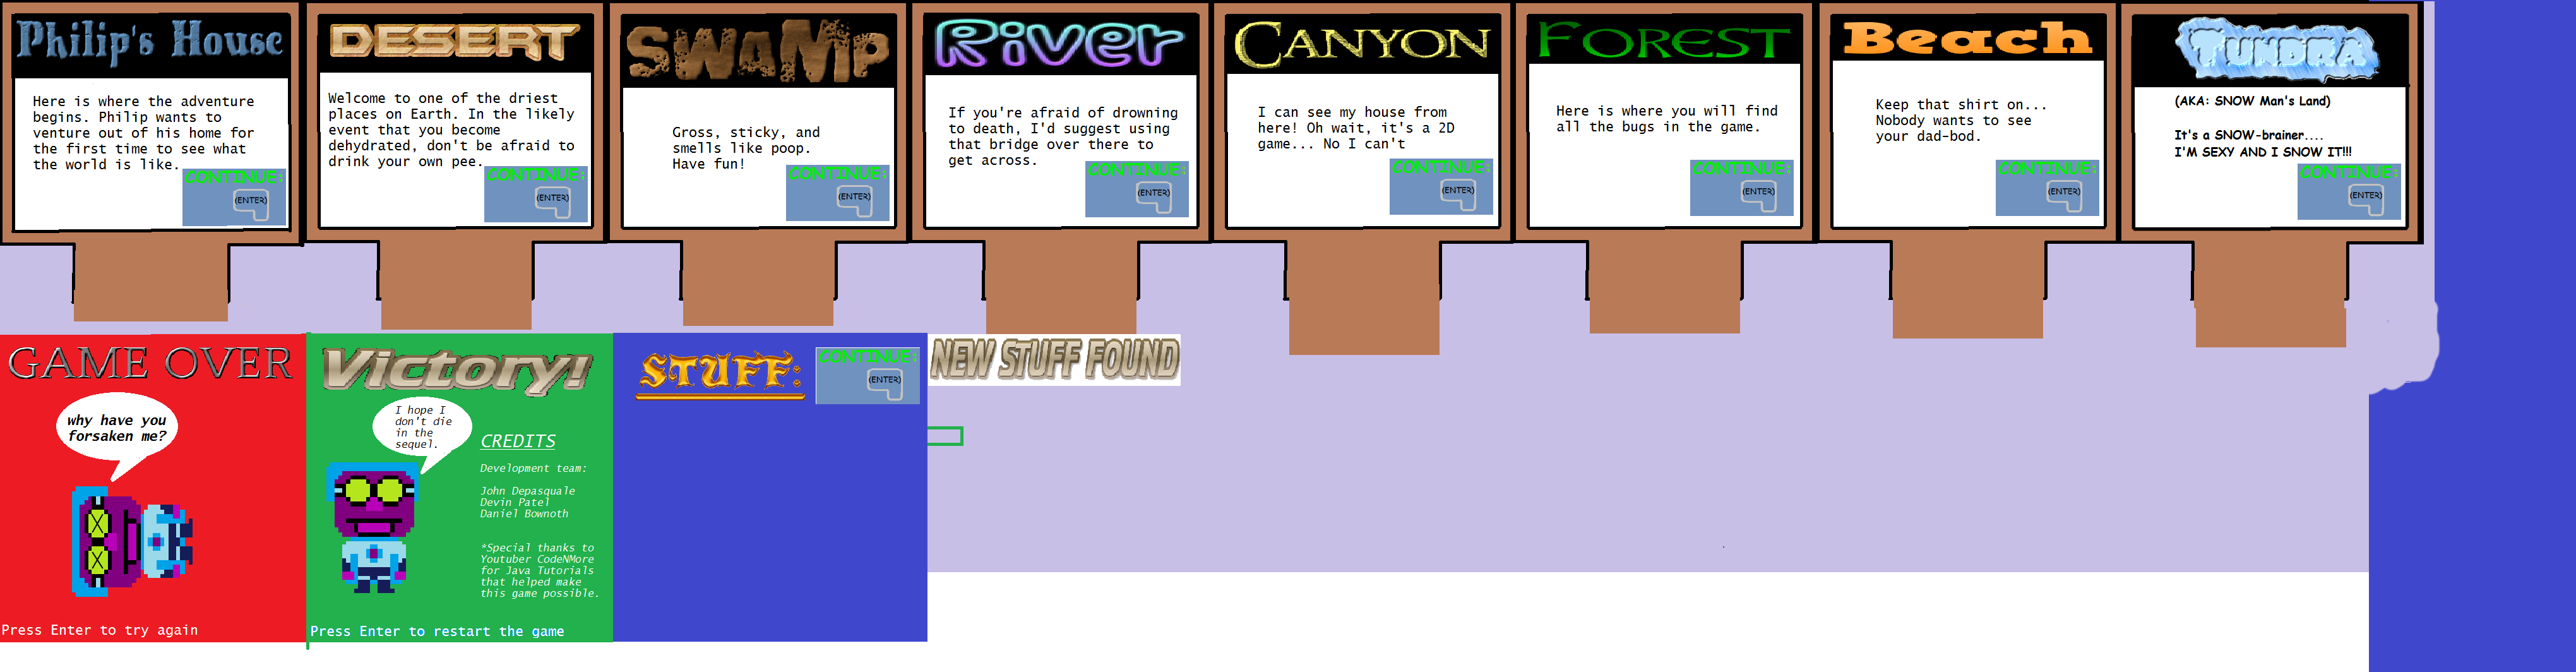 Philip's House
Here is where the adventure
begins. Philip wants to
venture out of his home for
the first time to see what
the world is like.
CONTINUE:
(ENTER)
DESERT
Welcome to one of the driest
places on Earth. In the likely
event that you become
dehydrated, don't be afraid to
drink your own pee.
CONTINUE:
(ENTER)
SWAMP
Gross, sticky, and
smells like poop.
Have fun!
CONTINUE:
(ENTER)
River
If you're afraid of drowning
to death, I'd suggest using
that bridge over there to
get across.
CONTINUE:
(ENTER)
CANYON
I can see my house from
here! Oh wait, it's a 2D
game... No I can't
CONTINUE:
(ENTER)
FOREST
Here is where you will find
all the bugs in the game.
CONTINUE:
(ENTER)
Beach
Keep that shirt on...
Nobody wants to see
your dad-bod.
CONTINUE:
(ENTER)
TUNDRA
(AKA: SNOW Man's Land)
It's a SNOW-brainer....
I'M SEXY AND I SNOW IT!!!
CONTINUE:
(ENTER)
GAME OVER
why have you
forsaken me?
Press Enter to try again
Victory!
I hope I
don't die
in the
sequel.
CREDITS
Development team:
John Depasquale
Devin Patel
Daniel Bownoth
*Special thanks to
Youtuber CodeNMore
for Java Tutorials
that helped make
this game possible.
Press Enter to restart the game
STUFF:
CONTINUE:
(ENTER)
NEW STUFF FOUND